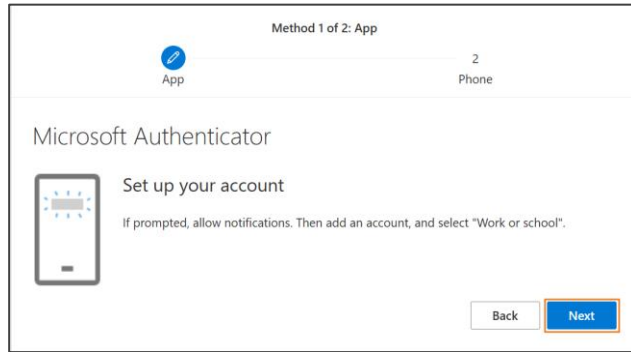 Method 1 of 2: App
2
App
Phone
Microsoft Authenticator
Set up your account
If prompted, allow notifications. Then add an account, and select "Work or school".
Back
Next